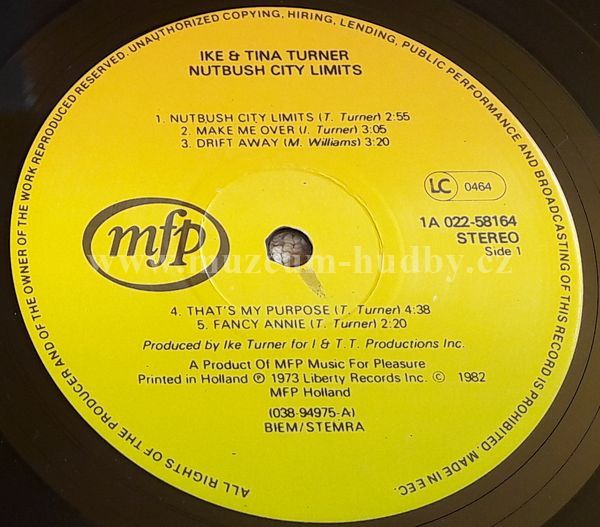 ALL RIGHTS OF THE PRODUCER AND OF THE OWNER OF THE WORK REPRODUCED RESERVED. UNAUTHORIZED COPYING, HIRING, LENDING, PUBLIC PERFORMANCE AND BROADCASTING OF THIS RECORD IS PROHIBITED. MADE IN EEC.
IKE & TINA TURNER
NUTBUSH CITY LIMITS
1. NUTBUSH CITY LIMITS (T. Turner) 2:55
2. MAKE ME OVER (I. Turner) 3:05
3. DRIFT AWAY (M. Williams) 3:20
LC 0464
mfp
1A 022-58164
STEREO
Side 1
www.muzeum-hudby.cz
4. THAT'S MY PURPOSE (T. Turner) 4:38
5. FANCY ANNIE (T. Turner) 2:20
Produced by Ike Turner for I & T.T. Productions Inc.
A Product Of MFP Music For Pleasure
Printed in Holland ℗ 1973 Liberty Records Inc. © 1982
MFP Holland
(038-94975-A)
BIEM/STEMRA